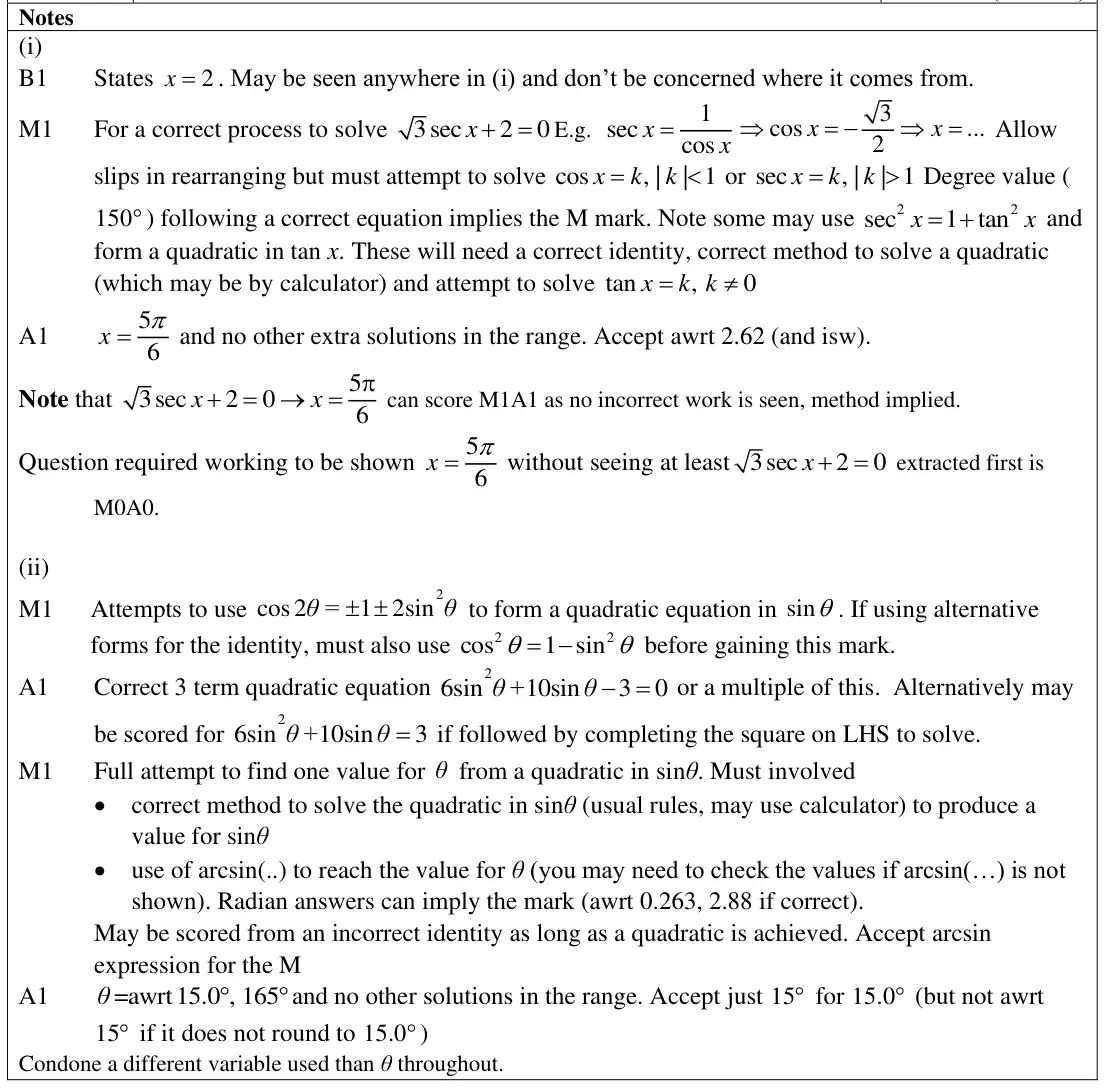 Notes
(i)
B1 States x = 2. May be seen anywhere in (i) and don't be concerned where it comes from.
M1 For a correct process to solve √3 sec x + 2 = 0 E.g. sec x = 1/cos x ⇒ cos x = −√3/2 ⇒ x = ... Allow
slips in rearranging but must attempt to solve cos x = k, | k |< 1 or sec x = k, | k |> 1 Degree value (
150° ) following a correct equation implies the M mark. Note some may use sec² x = 1 + tan² x and
form a quadratic in tan x. These will need a correct identity, correct method to solve a quadratic
(which may be by calculator) and attempt to solve tan x = k, k ≠ 0
A1 x = 5π/6 and no other extra solutions in the range. Accept awrt 2.62 (and isw).
Note that √3 sec x + 2 = 0 → x = 5π/6 can score M1A1 as no incorrect work is seen, method implied.
Question required working to be shown x = 5π/6 without seeing at least √3 sec x + 2 = 0 extracted first is
M0A0.
(ii)
M1 Attempts to use cos 2θ = ±1 ± 2sin²θ to form a quadratic equation in sin θ. If using alternative
forms for the identity, must also use cos² θ = 1 − sin² θ before gaining this mark.
A1 Correct 3 term quadratic equation 6sin²θ + 10sin θ − 3 = 0 or a multiple of this. Alternatively may
be scored for 6sin²θ + 10sin θ = 3 if followed by completing the square on LHS to solve.
M1 Full attempt to find one value for θ from a quadratic in sinθ. Must involved
• correct method to solve the quadratic in sinθ (usual rules, may use calculator) to produce a
value for sinθ
• use of arcsin(..) to reach the value for θ (you may need to check the values if arcsin(…) is not
shown). Radian answers can imply the mark (awrt 0.263, 2.88 if correct).
May be scored from an incorrect identity as long as a quadratic is achieved. Accept arcsin
expression for the M
A1 θ =awrt 15.0°, 165° and no other solutions in the range. Accept just 15° for 15.0° (but not awrt
15° if it does not round to 15.0° )
Condone a different variable used than θ throughout.